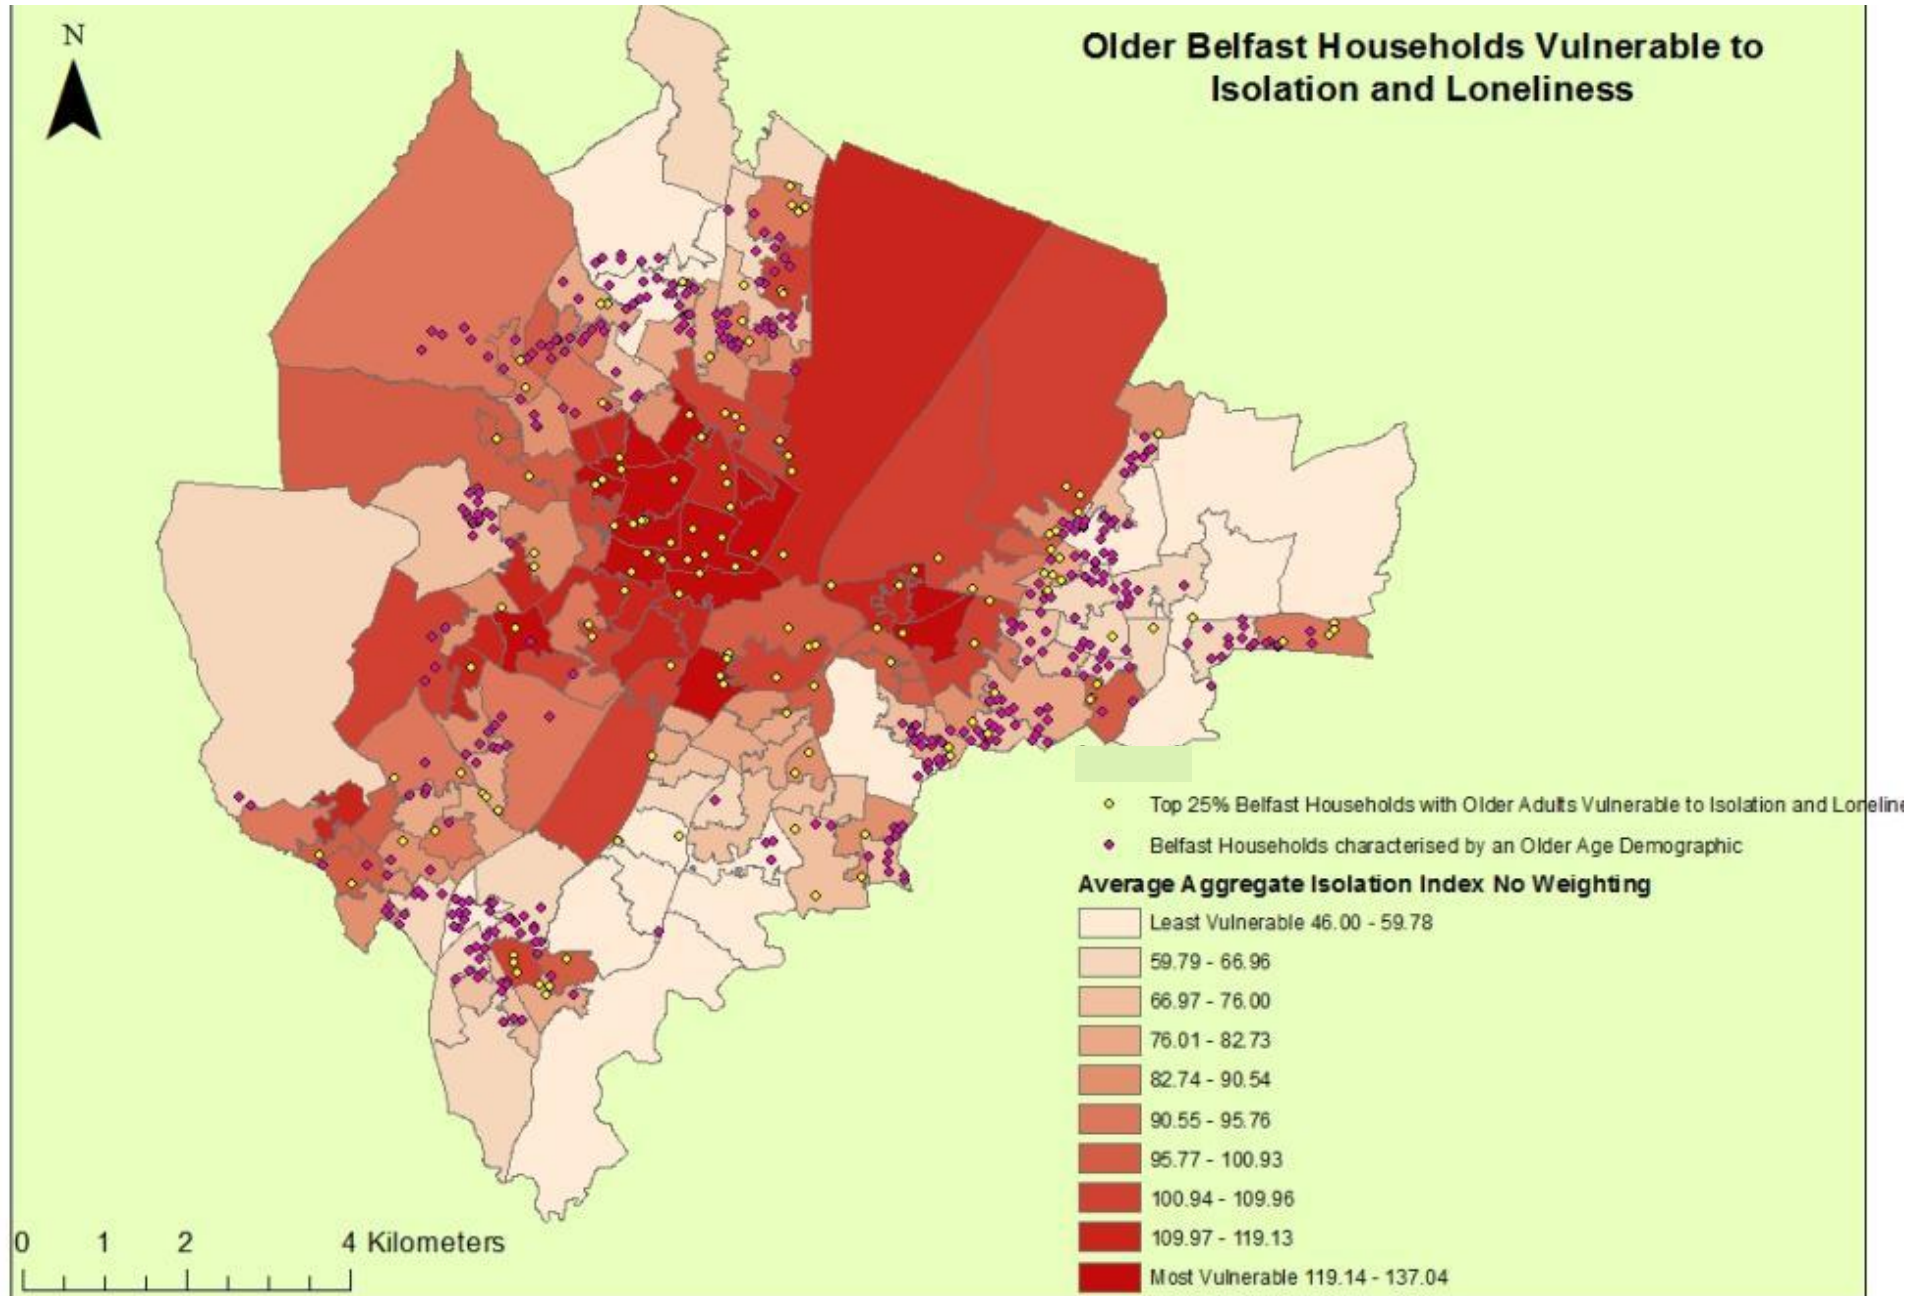 N
Older Belfast Households Vulnerable to
Isolation and Loneliness
Top 25% Belfast Households with Older Adults Vulnerable to Isolation and Loneline
Belfast Households characterised by an Older Age Demographic
Average Aggregate Isolation Index No Weighting
Least Vulnerable 46.00 - 59.78
59.79 - 66.96
66.97 - 76.00
76.01 - 82.73
82.74 - 90.54
90.55 - 95.76
95.77 - 100.93
100.94 - 109.96
109.97 - 119.13
Most Vulnerable 119.14 - 137.04
0 1 2 4 Kilometers